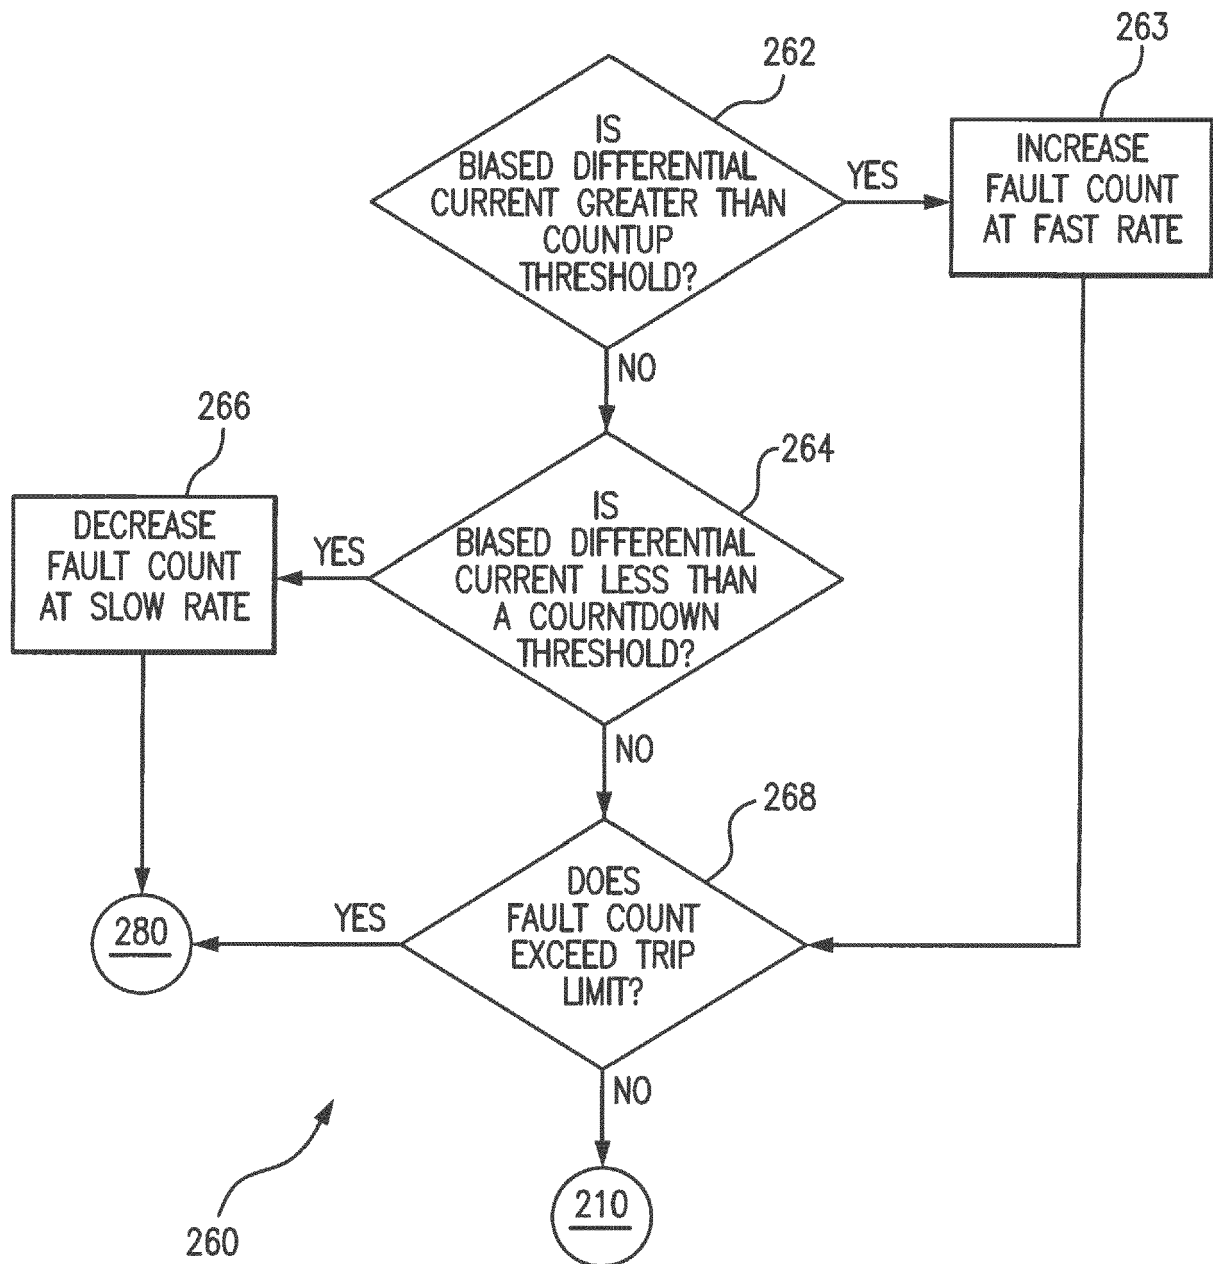 262
IS
BIASED DIFFERENTIAL
CURRENT GREATER THAN
COUNTUP
THRESHOLD?
YES
263
INCREASE
FAULT COUNT
AT FAST RATE
NO
266
DECREASE
FAULT COUNT
AT SLOW RATE
YES
264
IS
BIASED DIFFERENTIAL
CURRENT LESS THAN
A COURNTDOWN
THRESHOLD?
NO
268
DOES
FAULT COUNT
EXCEED TRIP
LIMIT?
YES
280
NO
210
260